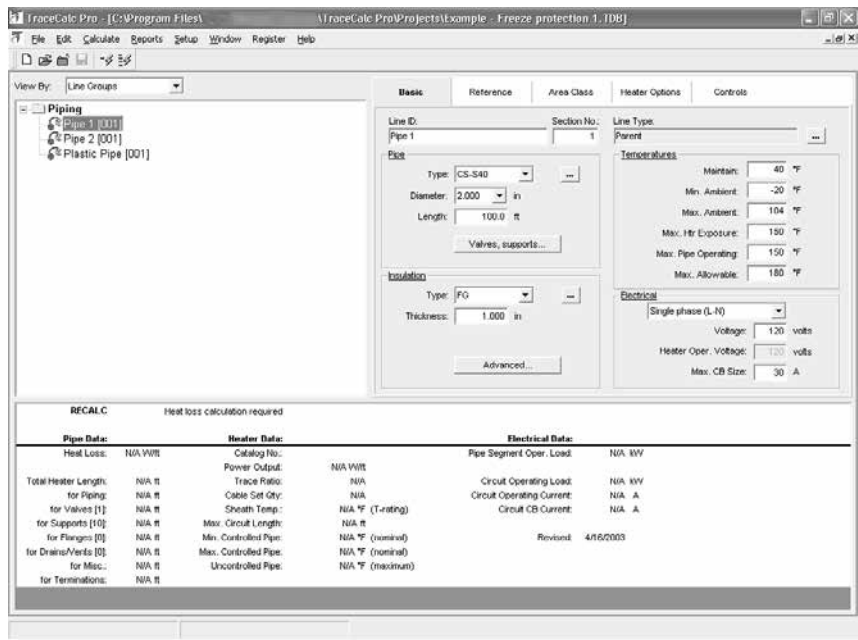 TraceCalc Pro - [C:\Program Files\ \TraceCalc Pro\Projects\Example - Freeze protection 1.TDB]
File Edit Calculate Reports Setup Window Register Help
View By: Line Groups
Piping
Pipe 1 [001]
Pipe 2 [001]
Plastic Pipe [001]
Basic Reference Area Class Heater Options Controls
Line ID: Section No.: Line Type:
Pipe 1 1 Parent ...
Pipe
Type: CS-S40 ...
Diameter: 2.000 in
Length: 100.0 ft
Valves, supports...
Insulation
Type: FG ...
Thickness: 1.000 in
Advanced...
Temperatures
Maintain: 40 °F
Min. Ambient: -20 °F
Max. Ambient: 104 °F
Max. Htr Exposure: 150 °F
Max. Pipe Operating: 150 °F
Max. Allowable: 180 °F
Electrical
Single phase (L-N)
Voltage: 120 volts
Heater Oper. Voltage: 120 volts
Max. CB Size: 30 A
RECALC Heat loss calculation required
Pipe Data: Heater Data: Electrical Data:
Heat Loss: N/A W/ft Catalog No.: Pipe Segment Oper. Load: N/A kW
Power Output: N/A W/ft
Total Heater Length: N/A ft Trace Ratio: N/A Circuit Operating Load: N/A kW
for Piping: N/A ft Cable Set Qty: N/A Circuit Operating Current: N/A A
for Valves [1]: N/A ft Sheath Temp.: N/A °F (T-rating) Circuit CB Current: N/A A
for Supports [10]: N/A ft Max. Circuit Length: N/A ft
for Flanges [0]: N/A ft Min. Controlled Pipe: N/A °F (nominal) Revised: 4/16/2003
for Drains/Vents [0]: N/A ft Max. Controlled Pipe: N/A °F (nominal)
for Misc.: N/A ft Uncontrolled Pipe: N/A °F (maximum)
for Terminations: N/A ft